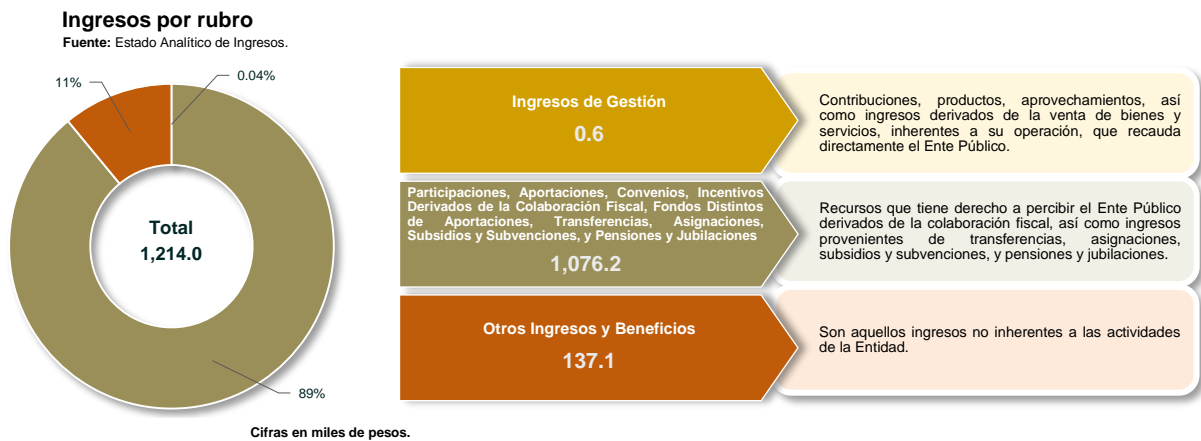 Ingresos por rubro
Fuente: Estado Analítico de Ingresos.
11%
0.04%
Total
1,214.0
89%
Ingresos de Gestión
0.6
Contribuciones, productos, aprovechamientos, así
como ingresos derivados de la venta de bienes y
servicios, inherentes a su operación, que recauda
directamente el Ente Público.
Participaciones, Aportaciones, Convenios, Incentivos
Derivados de la Colaboración Fiscal, Fondos Distintos
de Aportaciones, Transferencias, Asignaciones,
Subsidios y Subvenciones, y Pensiones y Jubilaciones
1,076.2
Recursos que tiene derecho a percibir el Ente Público
derivados de la colaboración fiscal, así como ingresos
provenientes de transferencias, asignaciones,
subsidios y subvenciones, y pensiones y jubilaciones.
Otros Ingresos y Beneficios
137.1
Son aquellos ingresos no inherentes a las actividades
de la Entidad.
Cifras en miles de pesos.